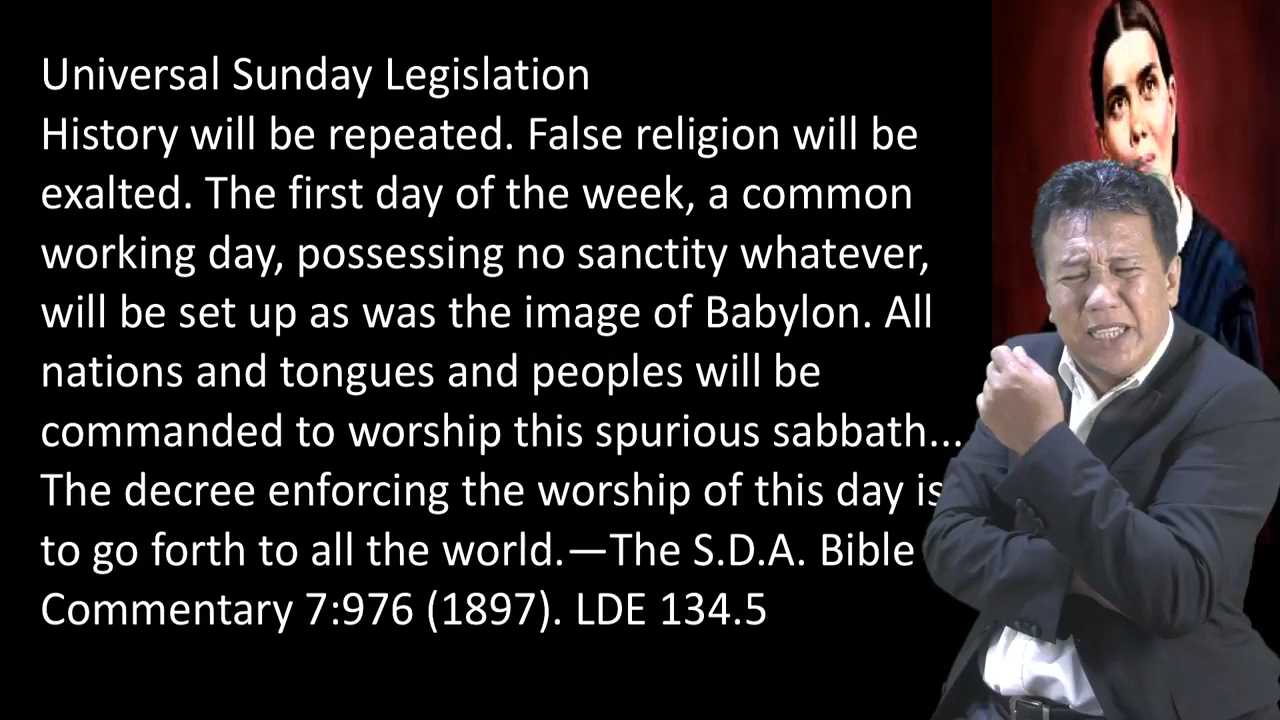 Universal Sunday Legislation
History will be repeated. False religion will be
exalted. The first day of the week, a common
working day, possessing no sanctity whatever,
will be set up as was the image of Babylon. All
nations and tongues and peoples will be
commanded to worship this spurious sabbath...
The decree enforcing the worship of this day is
to go forth to all the world.—The S.D.A. Bible
Commentary 7:976 (1897). LDE 134.5